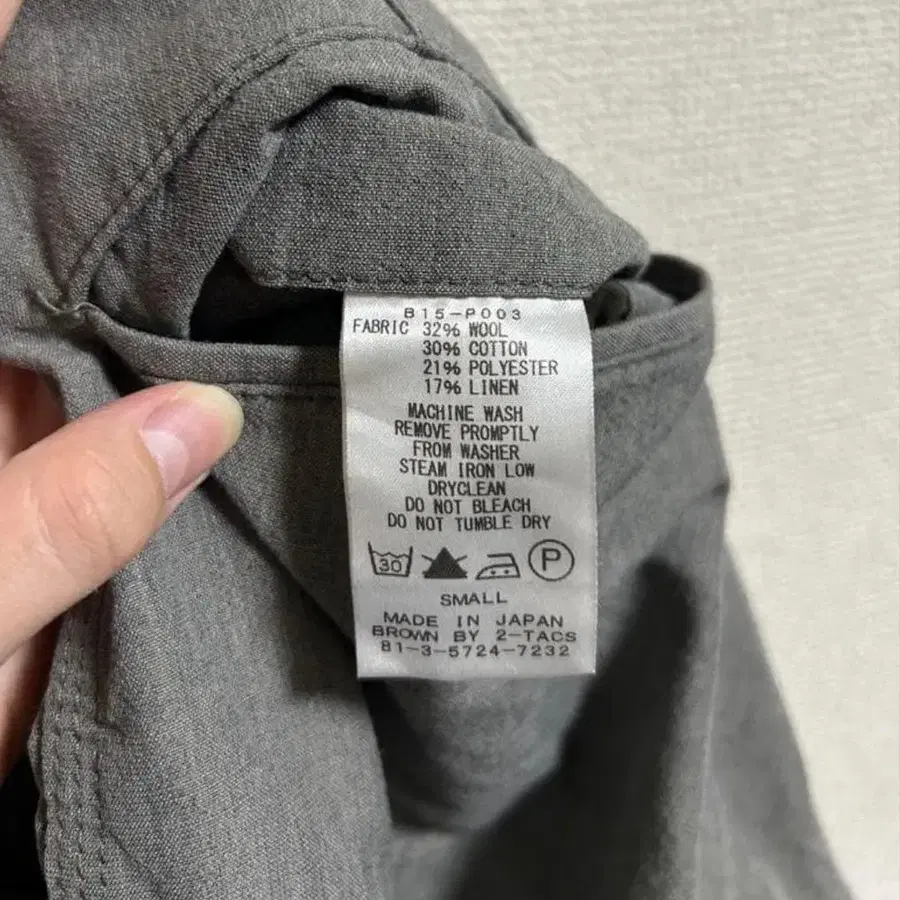 B15-P003
FABRIC 32% WOOL
30% COTTON
21% POLYESTER
17% LINEN
MACHINE WASH
REMOVE PROMPTLY
FROM WASHER
STEAM IRON LOW
DRYCLEAN
DO NOT BLEACH
DO NOT TUMBLE DRY
30 P
SMALL
MADE IN JAPAN
BROWN BY 2-TACS
81-3-5724-7232